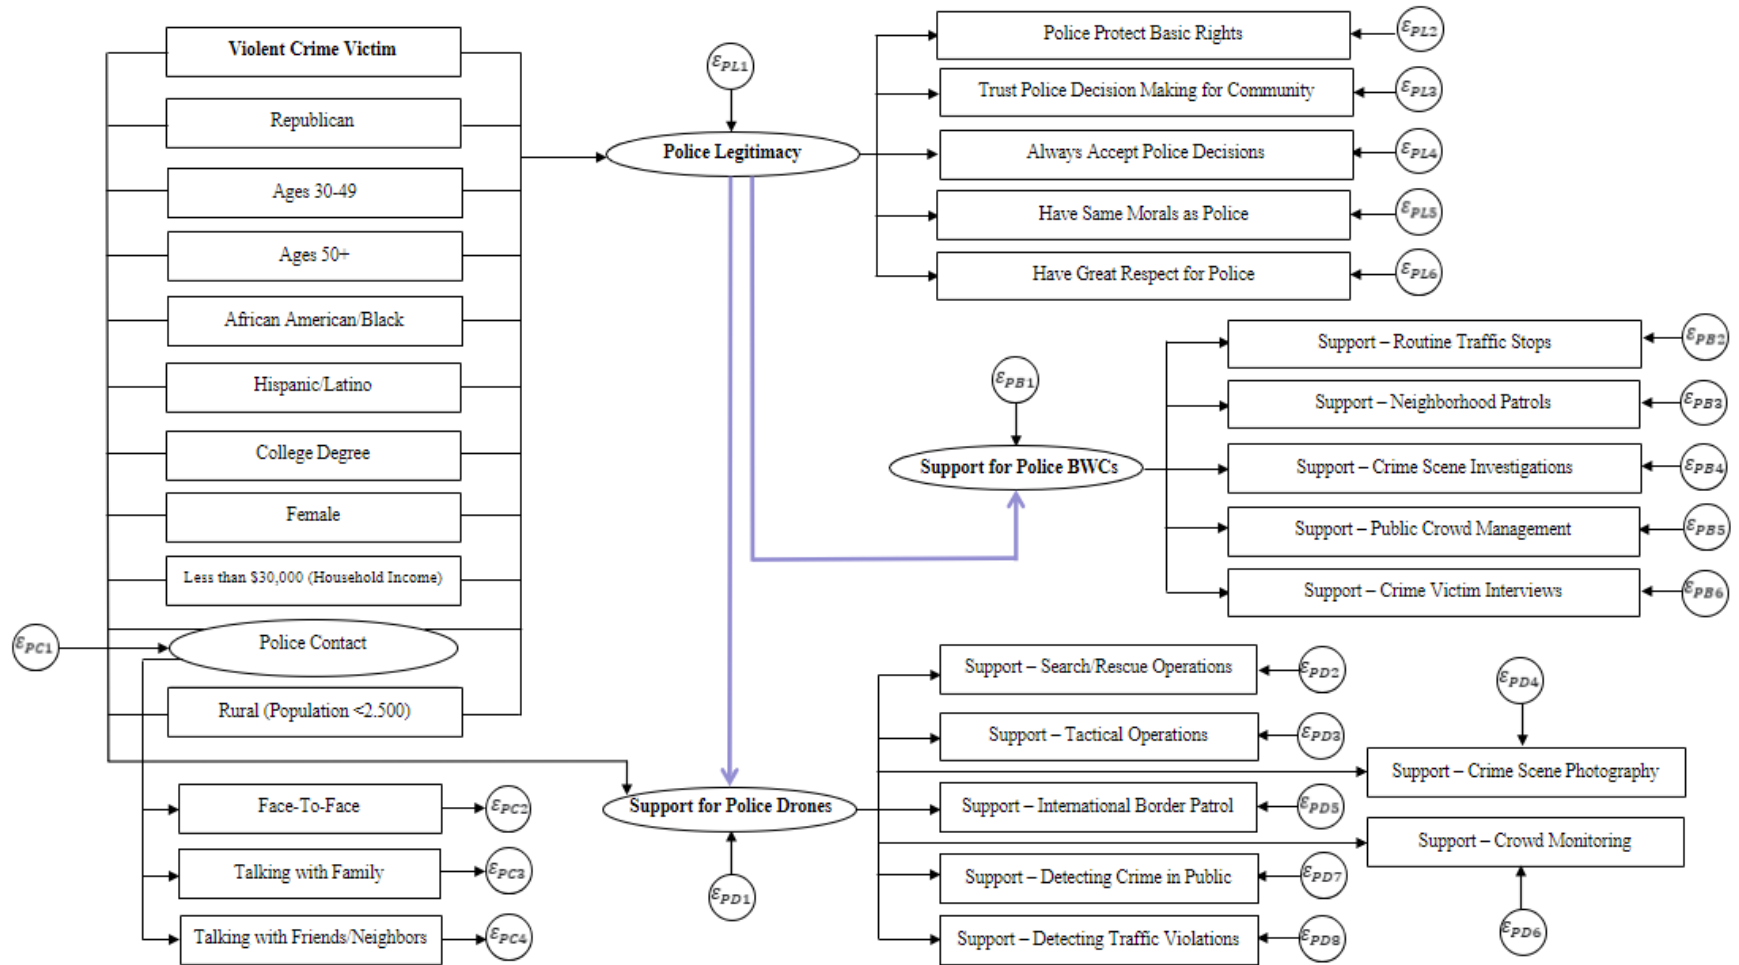 Violent Crime Victim
Republican
Ages 30-49
Ages 50+
African American/Black
Hispanic/Latino
College Degree
Female
Less than $30,000 (Household Income)
εPC1
Police Contact
Rural (Population <2.500)
Face-To-Face
εPC2
Talking with Family
εPC3
Talking with Friends/Neighbors
εPC4
εPL1
Police Legitimacy
Police Protect Basic Rights
εPL2
Trust Police Decision Making for Community
εPL3
Always Accept Police Decisions
εPL4
Have Same Morals as Police
εPL5
Have Great Respect for Police
εPL6
εPB1
Support for Police BWCs
Support – Routine Traffic Stops
εPB2
Support – Neighborhood Patrols
εPB3
Support – Crime Scene Investigations
εPB4
Support – Public Crowd Management
εPB5
Support – Crime Victim Interviews
εPB6
Support for Police Drones
εPD1
Support – Search/Rescue Operations
εPD2
Support – Tactical Operations
εPD3
εPD4
Support – Crime Scene Photography
Support – International Border Patrol
εPD5
Support – Crowd Monitoring
εPD6
Support – Detecting Crime in Public
εPD7
Support – Detecting Traffic Violations
εPD8